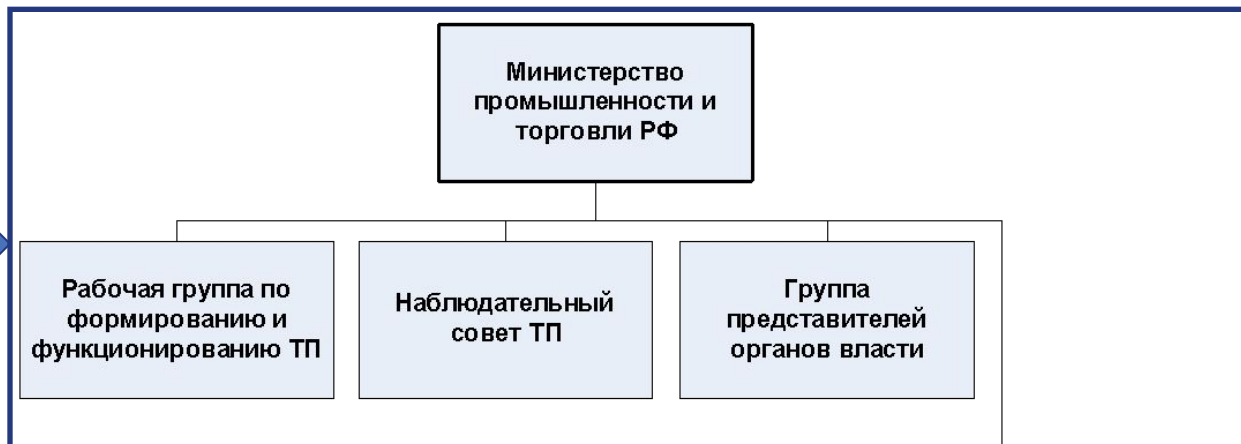 Министерство
промышленности и
торговли РФ
Рабочая группа по
формированию и
функционированию ТП
Наблюдательный
совет ТП
Группа
представителей
органов власти